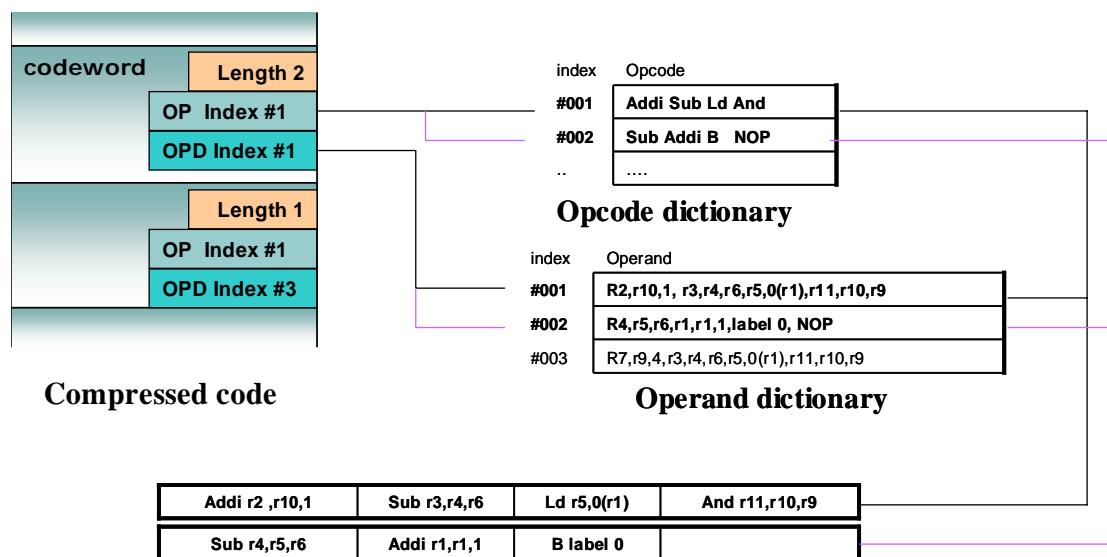 codeword
Length 2
OP Index #1
OPD Index #1
Length 1
OP Index #1
OPD Index #3
Compressed code
index Opcode
#001 Addi Sub Ld And
#002 Sub Addi B NOP
.. ....
Opcode dictionary
index Operand
#001 R2,r10,1, r3,r4,r6,r5,0(r1),r11,r10,r9
#002 R4,r5,r6,r1,r1,1,label 0, NOP
#003 R7,r9,4,r3,r4,r6,r5,0(r1),r11,r10,r9
Operand dictionary
Addi r2 ,r10,1 Sub r3,r4,r6 Ld r5,0(r1) And r11,r10,r9
Sub r4,r5,r6 Addi r1,r1,1 B label 0